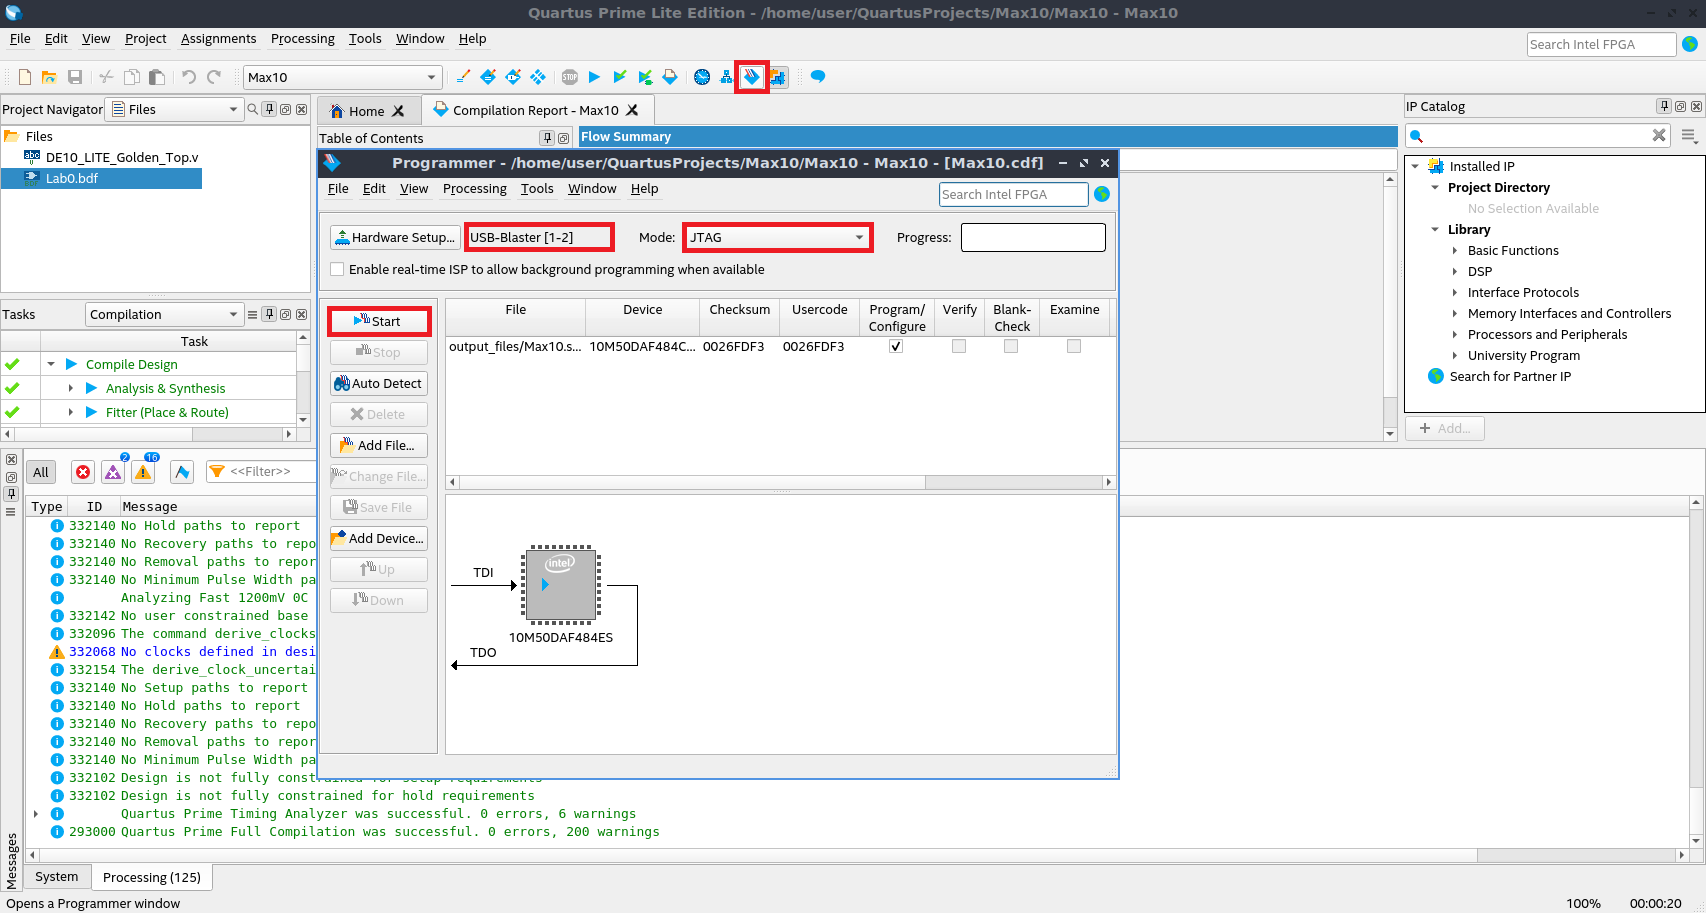 Quartus Prime Lite Edition - /home/user/QuartusProjects/Max10/Max10 - Max10
File Edit View Project Assignments Processing Tools Window Help
Search Intel FPGA
Max10
STOP
Project Navigator Files
Home
Compilation Report - Max10
IP Catalog
Files
abc DE10_LITE_Golden_Top.v
Lab0.bdf
Table of Contents
Flow Summary
Programmer - /home/user/QuartusProjects/Max10/Max10 - Max10 - [Max10.cdf]
File Edit View Processing Tools Window Help
Search Intel FPGA
Hardware Setup... USB-Blaster [1-2] Mode: JTAG Progress:
Enable real-time ISP to allow background programming when available
Start
Stop
Auto Detect
Delete
Add File...
Change File...
Save File
Add Device...
Up
Down
File Device Checksum Usercode Program/ Configure Verify Blank- Check Examine
output_files/Max10.s... 10M50DAF484C... 0026FDF3 0026FDF3
TDI
intel
10M50DAF484ES
TDO
Installed IP
Project Directory
No Selection Available
Library
Basic Functions
DSP
Interface Protocols
Memory Interfaces and Controllers
Processors and Peripherals
University Program
Search for Partner IP
Add...
Tasks Compilation
Task
Compile Design
Analysis & Synthesis
Fitter (Place & Route)
All 2 16 <<Filter>>
Type ID Message
332140 No Hold paths to report
332140 No Recovery paths to repo
332140 No Removal paths to repor
332140 No Minimum Pulse Width pa
Analyzing Fast 1200mV 0C
332142 No user constrained base
332096 The command derive_clocks
332068 No clocks defined in desi
332154 The derive_clock_uncertai
332140 No Setup paths to report
332140 No Hold paths to report
332140 No Recovery paths to repo
332140 No Removal paths to repor
332140 No Minimum Pulse Width pa
332102 Design is not fully constrained for setup requirements
332102 Design is not fully constrained for hold requirements
Quartus Prime Timing Analyzer was successful. 0 errors, 6 warnings
293000 Quartus Prime Full Compilation was successful. 0 errors, 200 warnings
Messages
System Processing (125)
Opens a Programmer window
100% 00:00:20